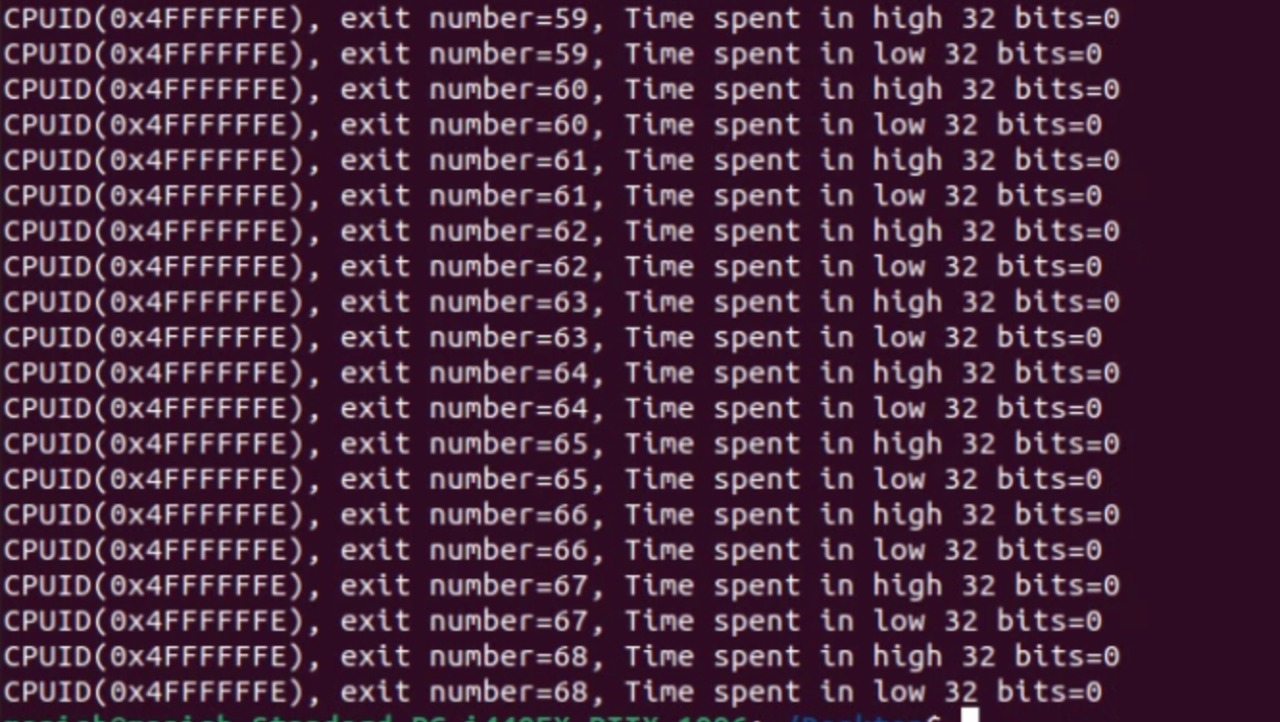 CPUID(0x4FFFFFFE), exit number=59, Time spent in high 32 bits=0
CPUID(0x4FFFFFFE), exit number=59, Time spent in low 32 bits=0
CPUID(0x4FFFFFFE), exit number=60, Time spent in high 32 bits=0
CPUID(0x4FFFFFFE), exit number=60, Time spent in low 32 bits=0
CPUID(0x4FFFFFFE), exit number=61, Time spent in high 32 bits=0
CPUID(0x4FFFFFFE), exit number=61, Time spent in low 32 bits=0
CPUID(0x4FFFFFFE), exit number=62, Time spent in high 32 bits=0
CPUID(0x4FFFFFFE), exit number=62, Time spent in low 32 bits=0
CPUID(0x4FFFFFFE), exit number=63, Time spent in high 32 bits=0
CPUID(0x4FFFFFFE), exit number=63, Time spent in low 32 bits=0
CPUID(0x4FFFFFFE), exit number=64, Time spent in high 32 bits=0
CPUID(0x4FFFFFFE), exit number=64, Time spent in low 32 bits=0
CPUID(0x4FFFFFFE), exit number=65, Time spent in high 32 bits=0
CPUID(0x4FFFFFFE), exit number=65, Time spent in low 32 bits=0
CPUID(0x4FFFFFFE), exit number=66, Time spent in high 32 bits=0
CPUID(0x4FFFFFFE), exit number=66, Time spent in low 32 bits=0
CPUID(0x4FFFFFFE), exit number=67, Time spent in high 32 bits=0
CPUID(0x4FFFFFFE), exit number=67, Time spent in low 32 bits=0
CPUID(0x4FFFFFFE), exit number=68, Time spent in high 32 bits=0
CPUID(0x4FFFFFFE), exit number=68, Time spent in low 32 bits=0